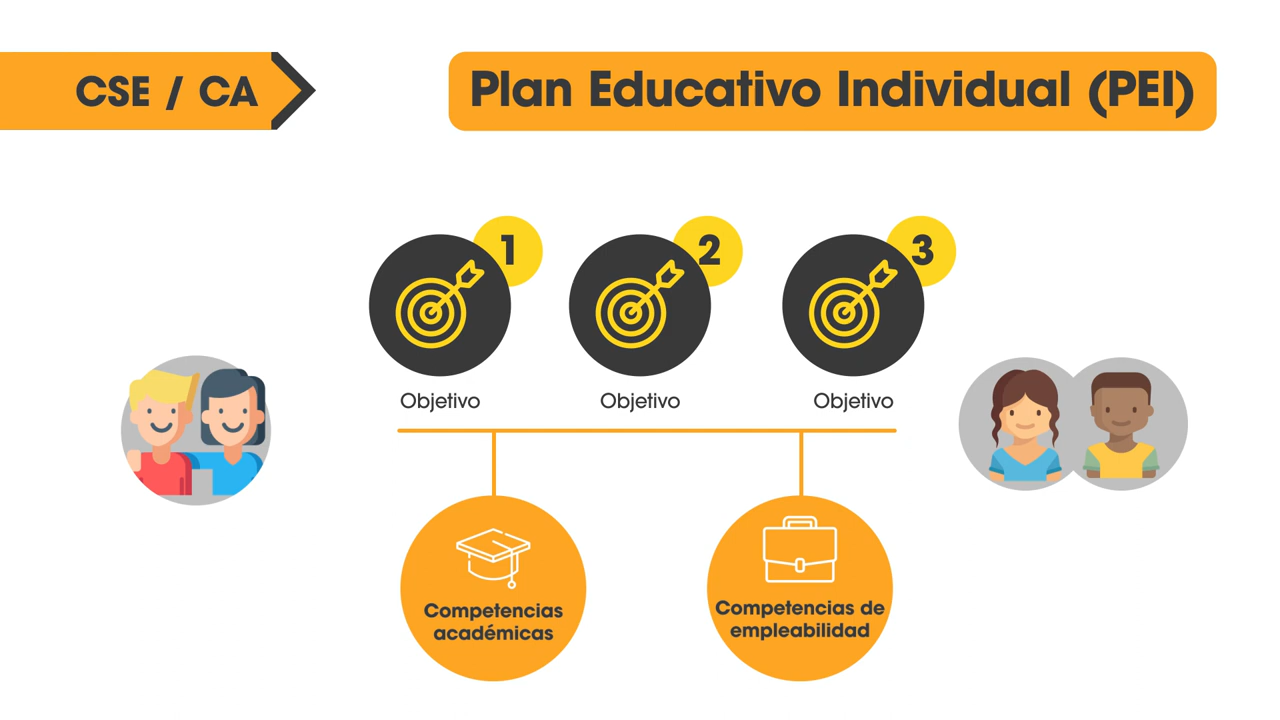 CSE / CA
Plan Educativo Individual (PEI)
1
2
3
Objetivo
Objetivo
Objetivo
Competencias
académicas
Competencias de
empleabilidad